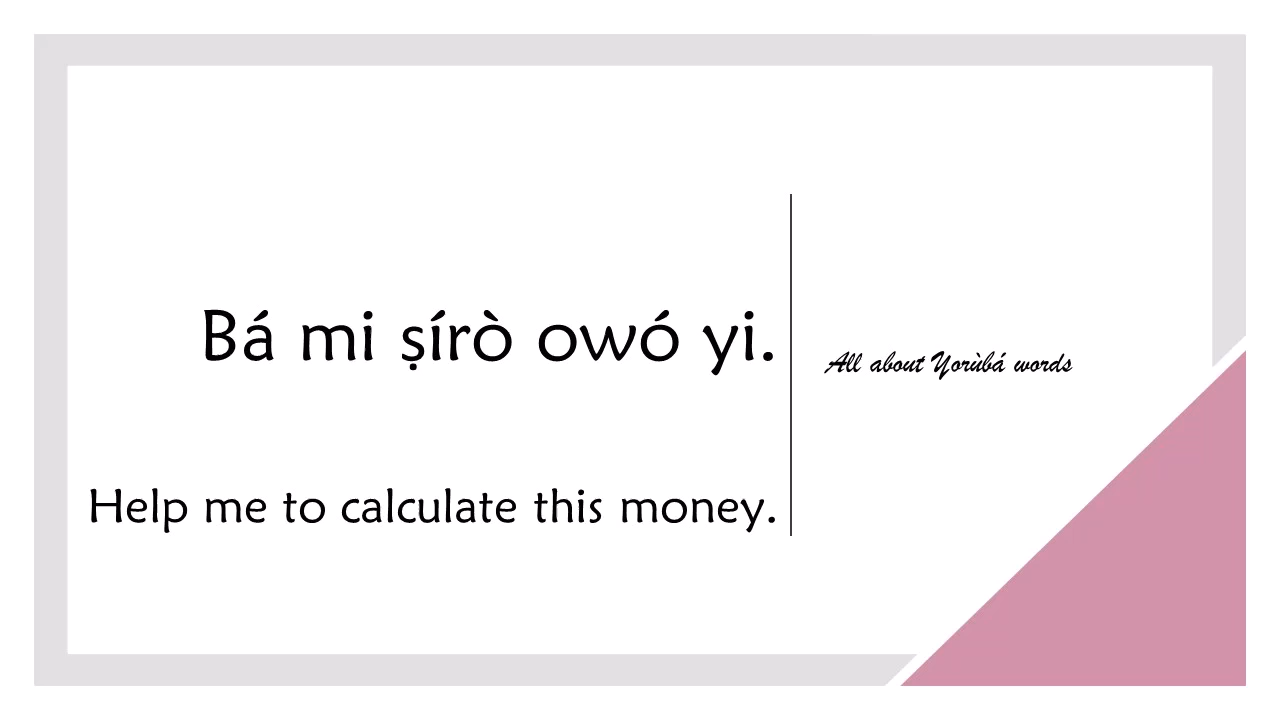 Bá mi ṣírò owó yi.
Help me to calculate this money.
All about Yorùbá words